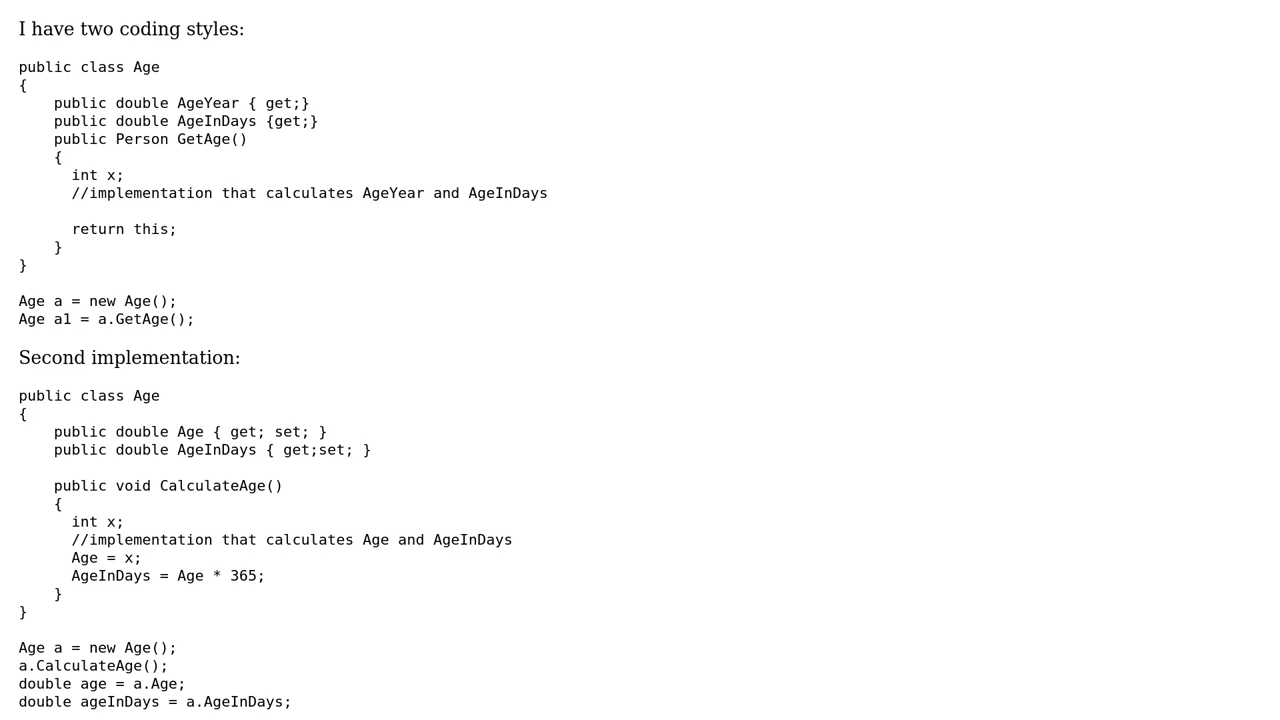 I have two coding styles:
public class Age
{
    public double AgeYear { get;}
    public double AgeInDays {get;}
    public Person GetAge()
    {
      int x;
      //implementation that calculates AgeYear and AgeInDays

      return this;
    }
}

Age a = new Age();
Age a1 = a.GetAge();
Second implementation:
public class Age
{
    public double Age { get; set; }
    public double AgeInDays { get;set; }

    public void CalculateAge()
    {
      int x;
      //implementation that calculates Age and AgeInDays
      Age = x;
      AgeInDays = Age * 365;
    }
}

Age a = new Age();
a.CalculateAge();
double age = a.Age;
double ageInDays = a.AgeInDays;